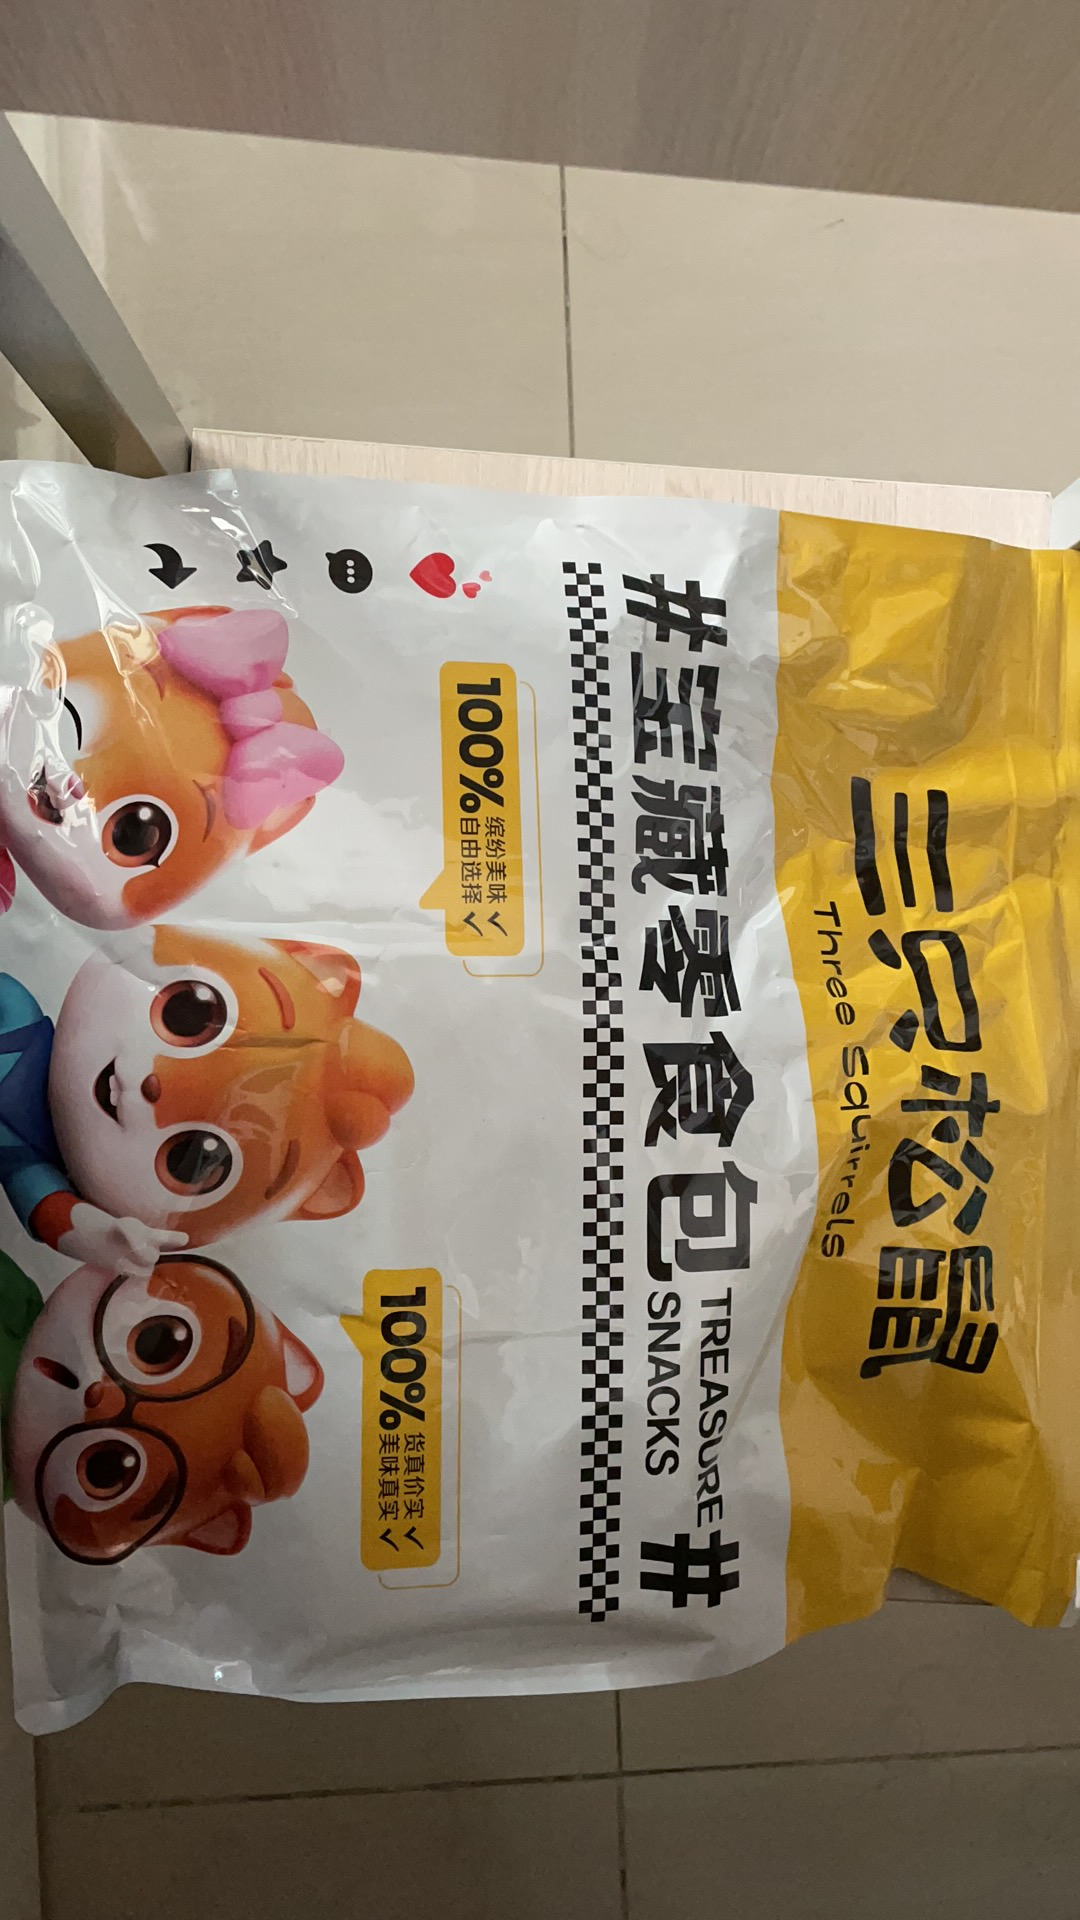 三只松鼠
Three Squirrels
#宝藏零食包 TREASURE SNACKS #
100% 缤纷美味✓
自由选择✓
100% 货真价实✓
美味真实✓